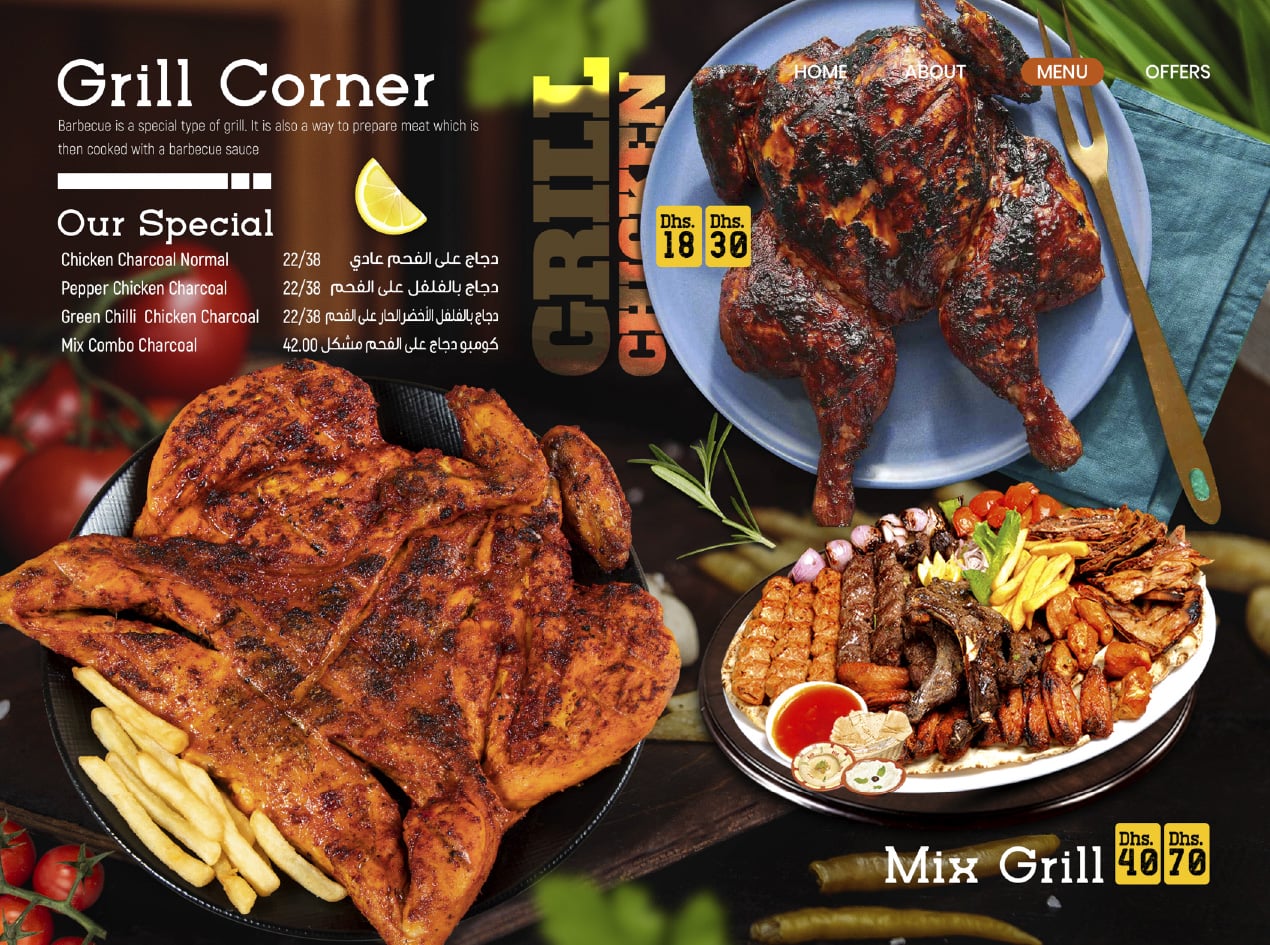 HOME ABOUT MENU OFFERS
Grill Corner
Barbecue is a special type of grill. It is also a way to prepare meat which is
then cooked with a barbecue sauce
Our Special
Chicken Charcoal Normal 22/38 دجاج على الفحم عادي
Pepper Chicken Charcoal 22/38 دجاج بالفلفل على الفحم
Green Chilli Chicken Charcoal 22/38 دجاج بالفلفل الأخضر الحار على الفحم
Mix Combo Charcoal 42.00 كومبو دجاج على الفحم مشكل
GRILL
CHICKEN
Dhs. Dhs.
18 30
Mix Grill
Dhs. Dhs.
40 70